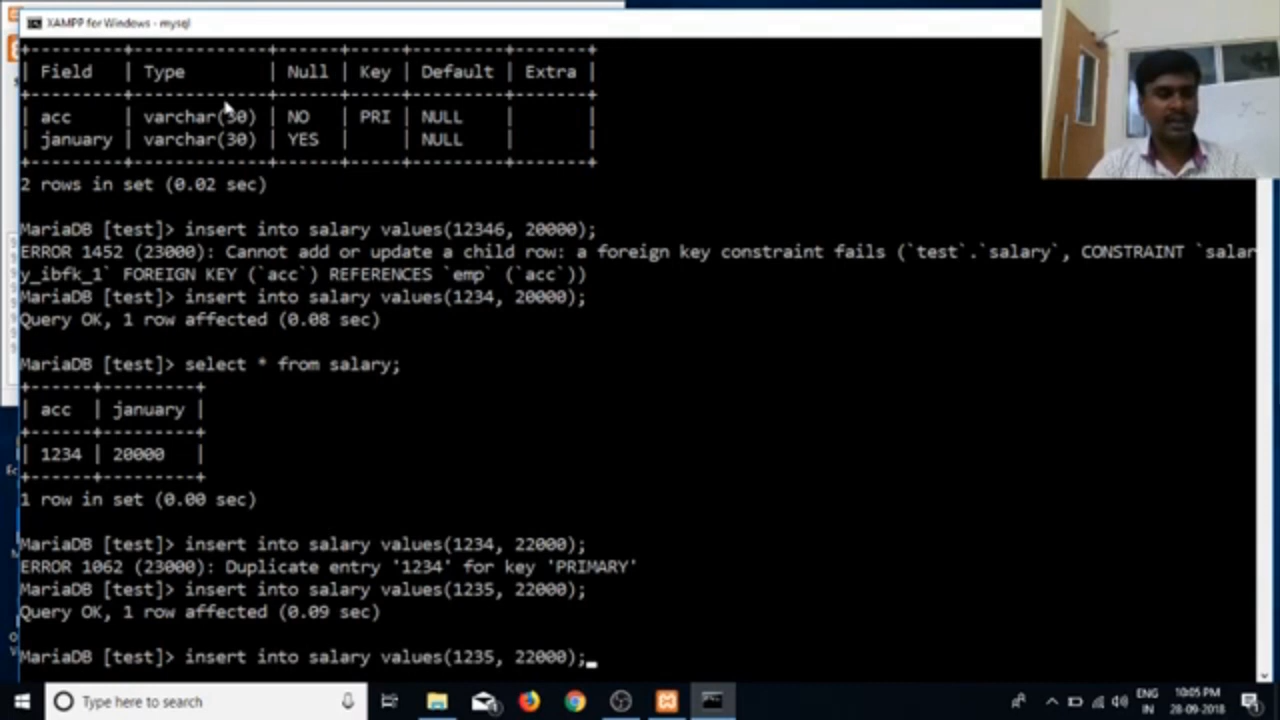 XAMPP for Windows - mysql
+-------+-------------+------+-----+---------+-------+
| Field | Type | Null | Key | Default | Extra |
+-------+-------------+------+-----+---------+-------+
| acc | varchar(30) | NO | PRI | NULL | |
| january | varchar(30) | YES | | NULL | |
+-------+-------------+------+-----+---------+-------+
2 rows in set (0.02 sec)
MariaDB [test]> insert into salary values(12346, 20000);
ERROR 1452 (23000): Cannot add or update a child row: a foreign key constraint fails (`test`.`salary`, CONSTRAINT `salar
y_ibfk_1` FOREIGN KEY (`acc`) REFERENCES `emp` (`acc`))
MariaDB [test]> insert into salary values(1234, 20000);
Query OK, 1 row affected (0.08 sec)
MariaDB [test]> select * from salary;
+------+---------+
| acc | january |
+------+---------+
| 1234 | 20000 |
+------+---------+
1 row in set (0.00 sec)
MariaDB [test]> insert into salary values(1234, 22000);
ERROR 1062 (23000): Duplicate entry '1234' for key 'PRIMARY'
MariaDB [test]> insert into salary values(1235, 22000);
Query OK, 1 row affected (0.09 sec)
MariaDB [test]> insert into salary values(1235, 22000);_
Type here to search
ENG
IN
10:05 PM
28-09-2018